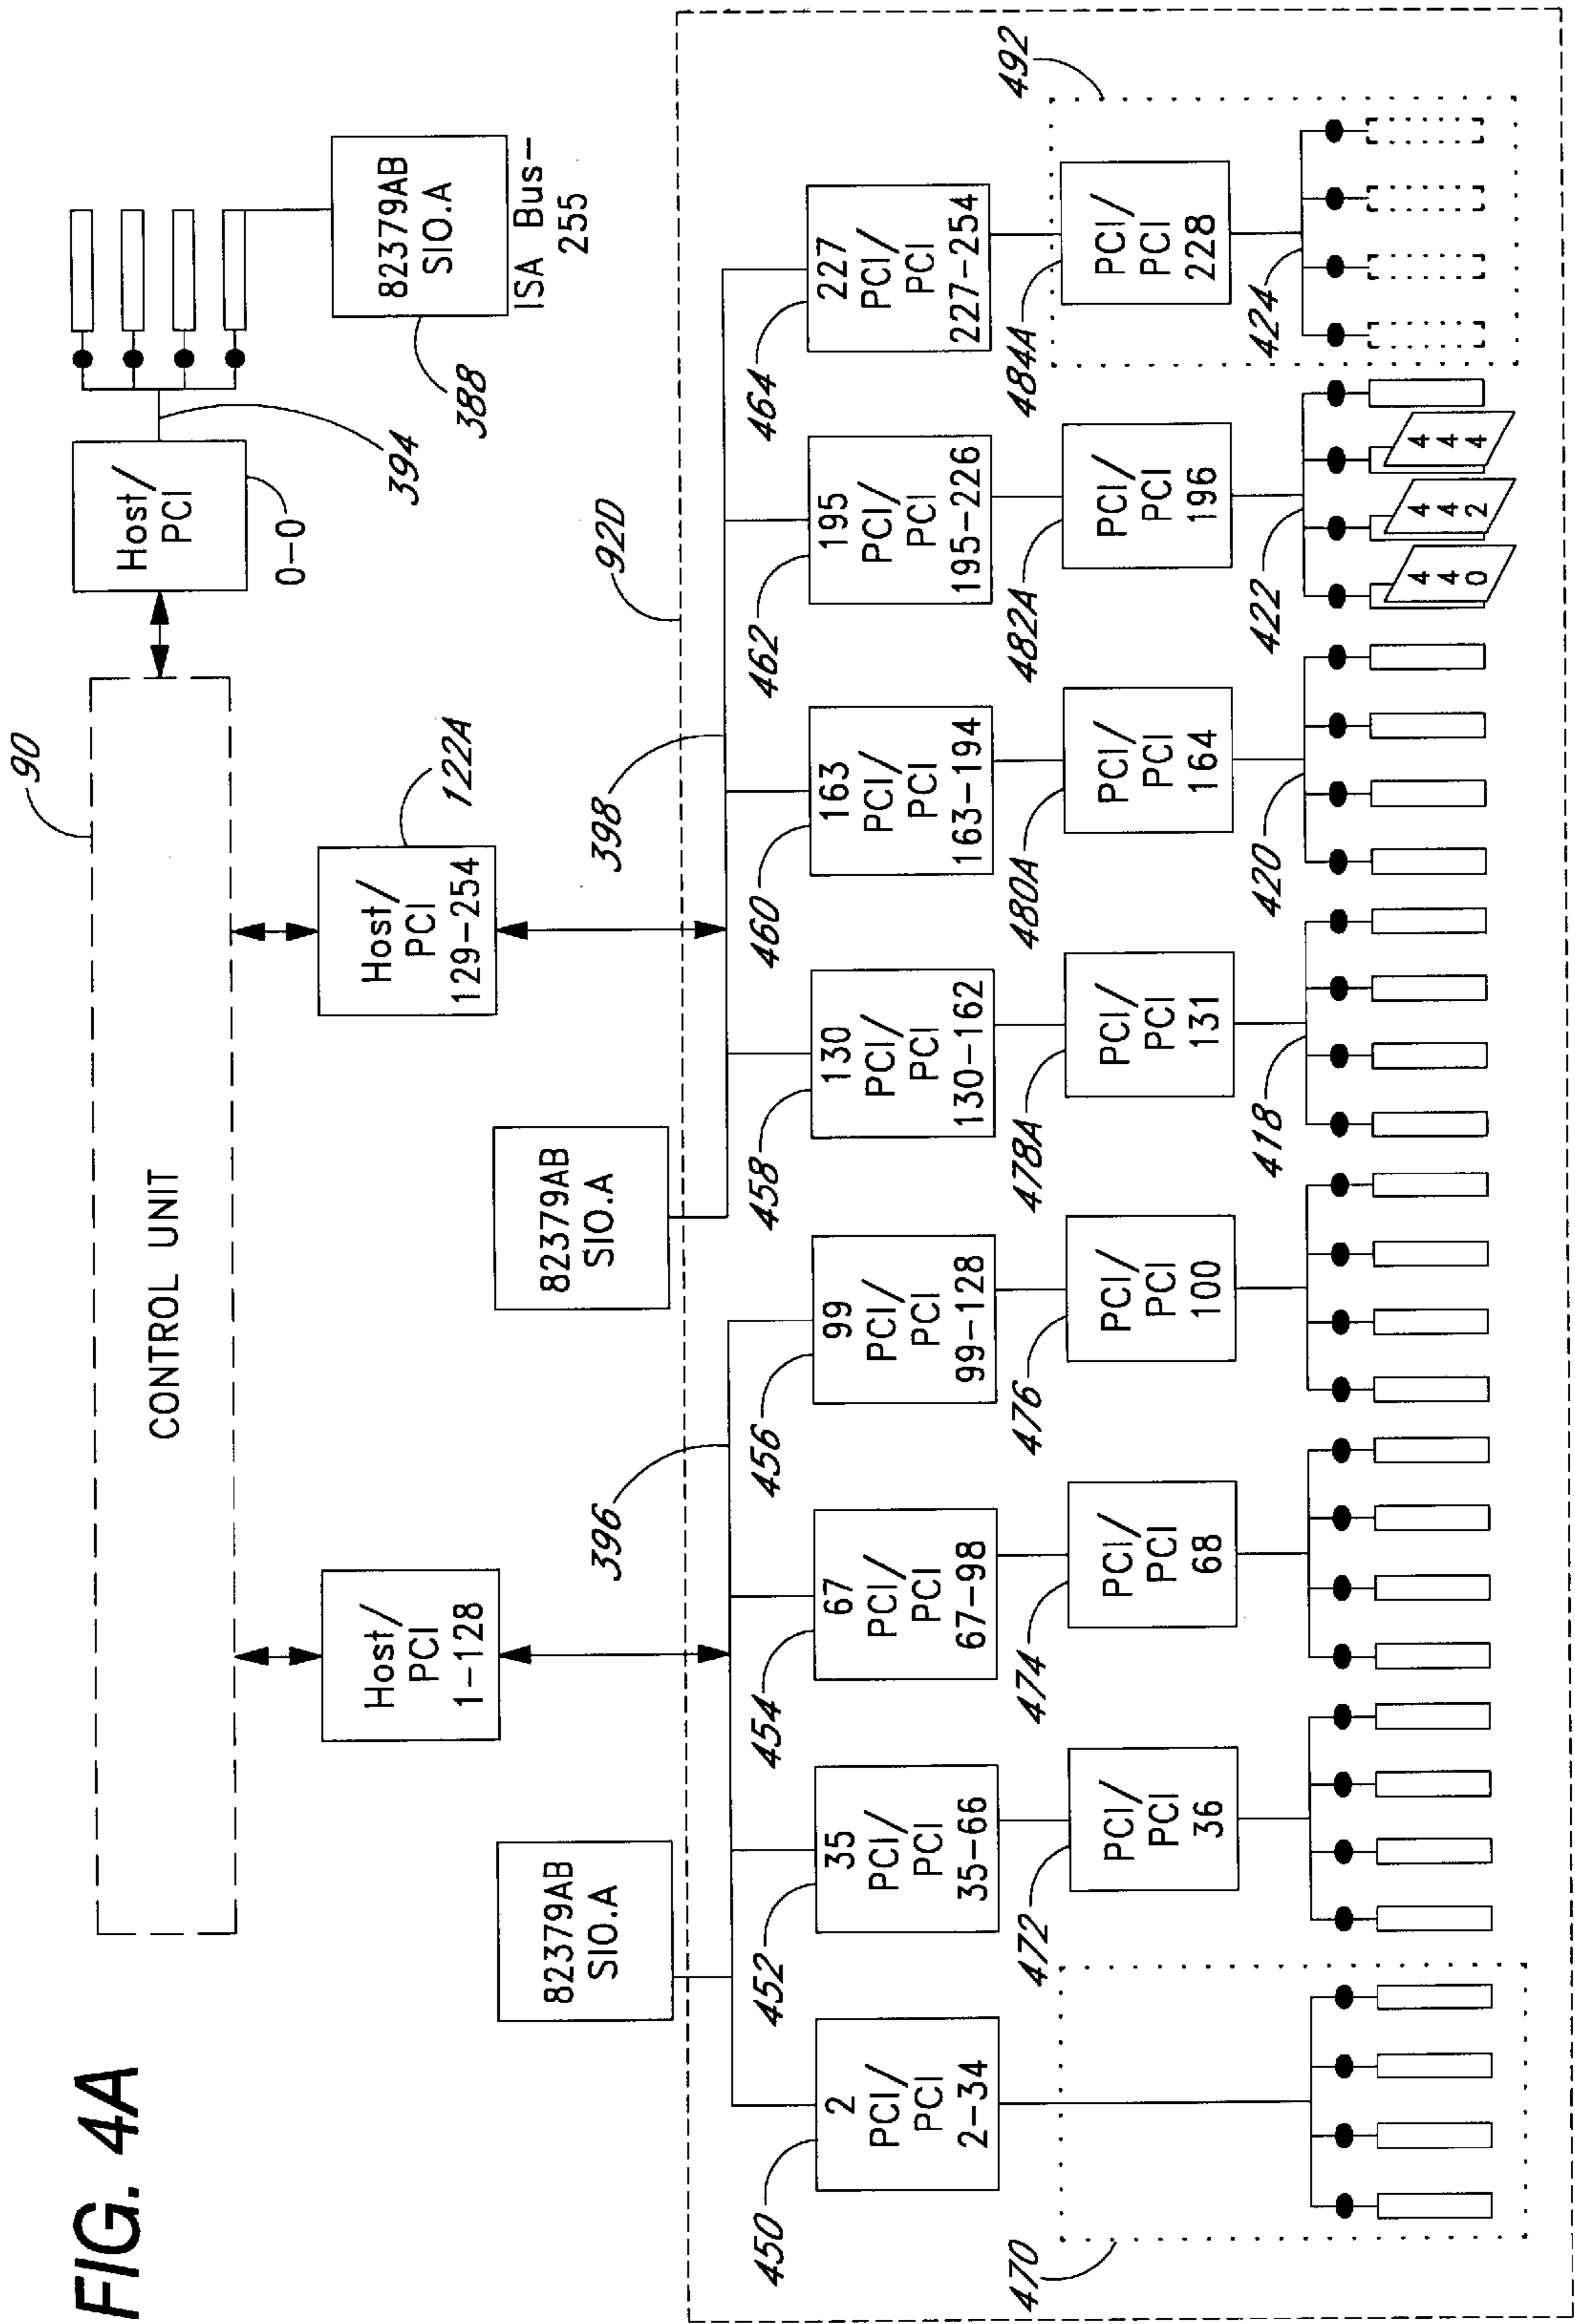 FIG. 4A
90
CONTROL UNIT
Host/
PCI
0-0
394
82379AB
SIO.A
388
ISA Bus-
255
Host/
PCI
1-128
Host/
PCI
129-254
122A
82379AB
SIO.A
82379AB
SIO.A
396
398
92D
450
2
PCI/
PCI
2-34
452
35
PCI/
PCI
35-66
454
67
PCI/
PCI
67-98
456
99
PCI/
PCI
99-128
458
130
PCI/
PCI
130-162
460
163
PCI/
PCI
163-194
462
195
PCI/
PCI
195-226
464
227
PCI/
PCI
227-254
470
472
PCI/
PCI
36
474
PCI/
PCI
68
476
PCI/
PCI
100
478A
PCI/
PCI
131
480A
PCI/
PCI
164
482A
PCI/
PCI
196
484A
PCI/
PCI
228
492
418
420
422
424
440
442
444